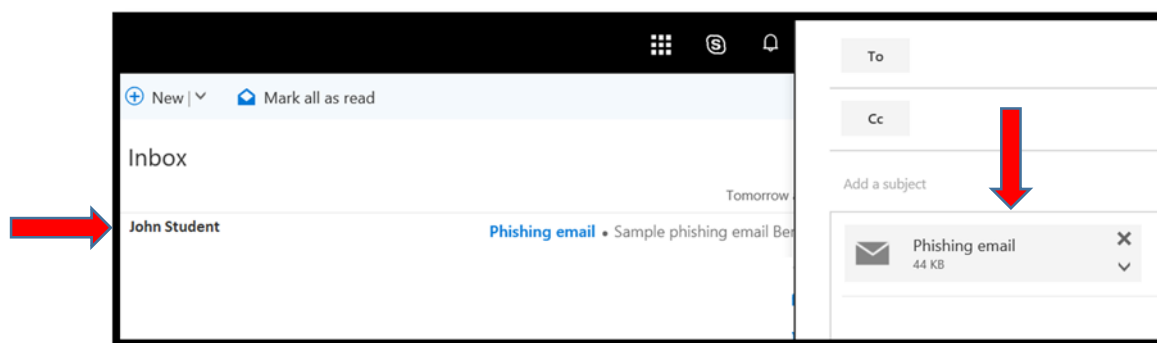 New | Mark all as read
Inbox
Tomorrow
John Student
Phishing email • Sample phishing email Ber
To
Cc
Add a subject
Phishing email
44 KB